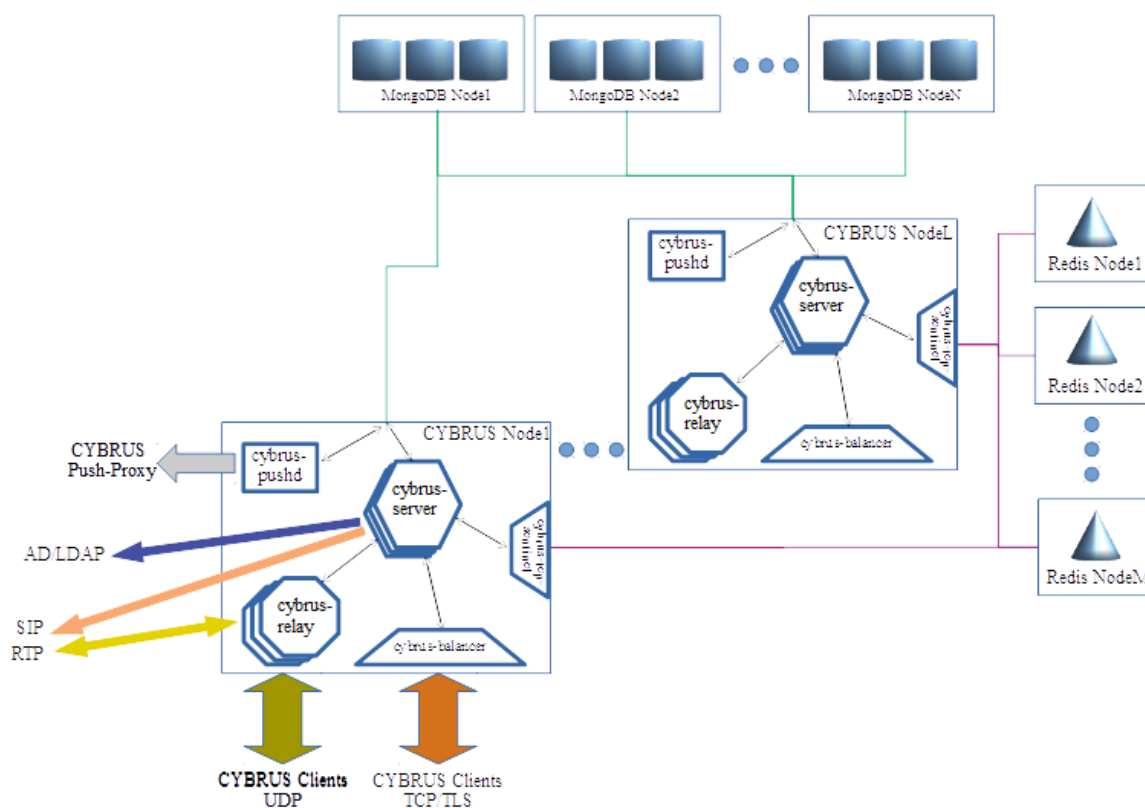 MongoDB Node1
MongoDB Node2
MongoDB NodeN
CYBRUS NodeL
cybrus-
pushd
cybrus-
server
cybrus-
relay
cybrus-balancer
Redis Node1
Redis Node2
Redis NodeM
CYBRUS Node1
cybrus-
pushd
cybrus-
server
cybrus-
relay
cybrus-balancer
CYBRUS
Push-Proxy
AD/LDAP
SIP
RTP
CYBRUS Clients
UDP
CYBRUS Clients
TCP/TLS